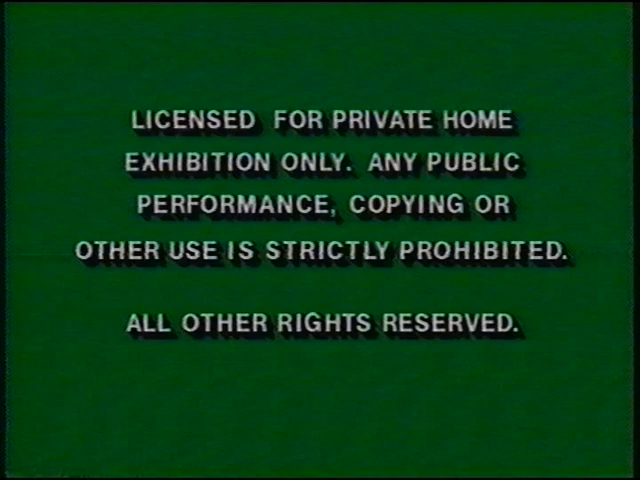 LICENSED FOR PRIVATE HOME
EXHIBITION ONLY. ANY PUBLIC
PERFORMANCE, COPYING OR
OTHER USE IS STRICTLY PROHIBITED.
ALL OTHER RIGHTS RESERVED.